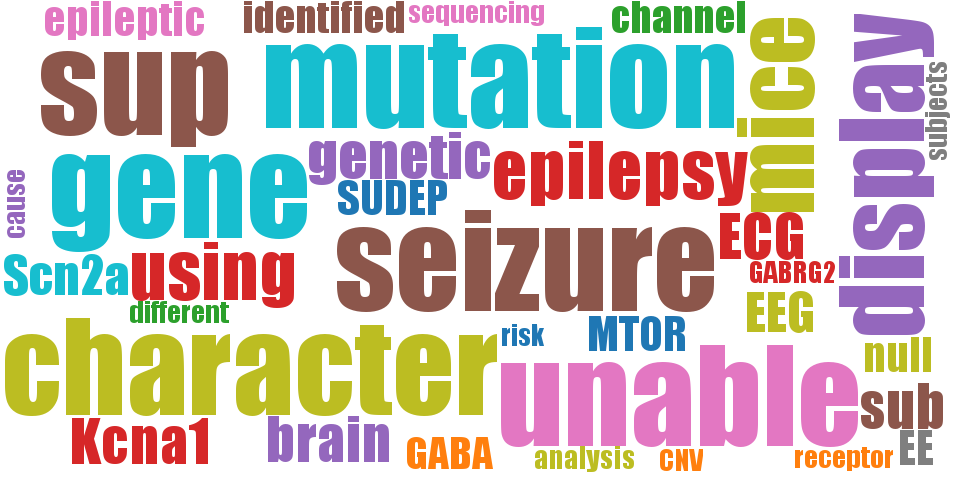 epileptic
identified
sequencing
channel
sup
mutation
mice
display
subjects
genetic
epilepsy
gene
SUDEP
cause
seizure
ECG
Scn2a
using
GABRG2
different
EEG
character
risk
MTOR
null
unable
sub
Kcna1
brain
GABA
analysis
CNV
receptor
EE